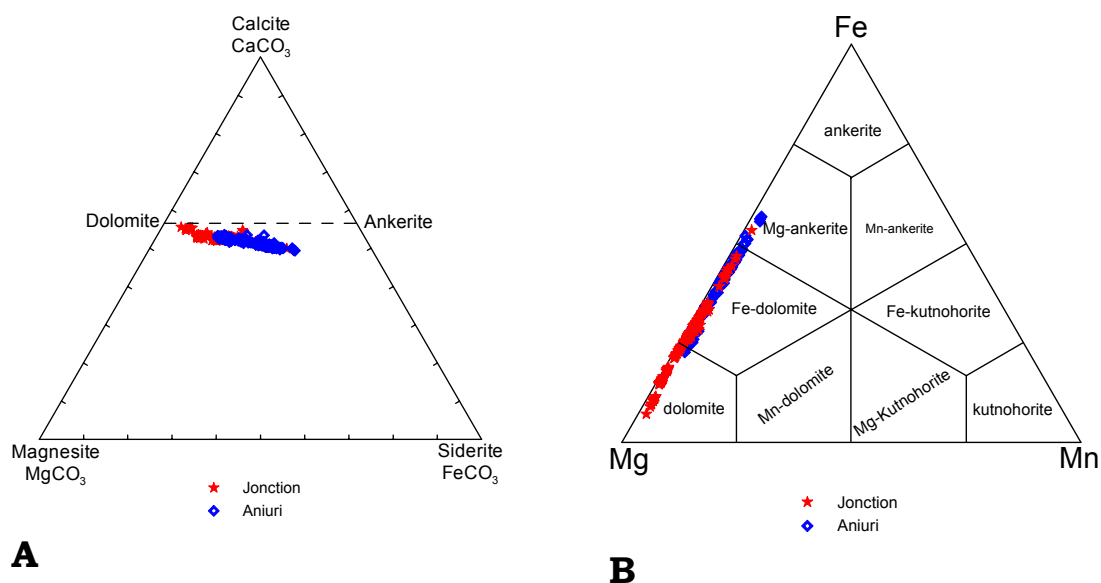 Calcite
CaCO₃
Dolomite
Ankerite
Magnesite
MgCO₃
Siderite
FeCO₃
Jonction
Aniuri
A
Fe
ankerite
Mg-ankerite
Mn-ankerite
Fe-dolomite
Fe-kutnohorite
dolomite
Mn-dolomite
Mg-Kutnohorite
kutnohorite
Mg
Mn
Jonction
Aniuri
B